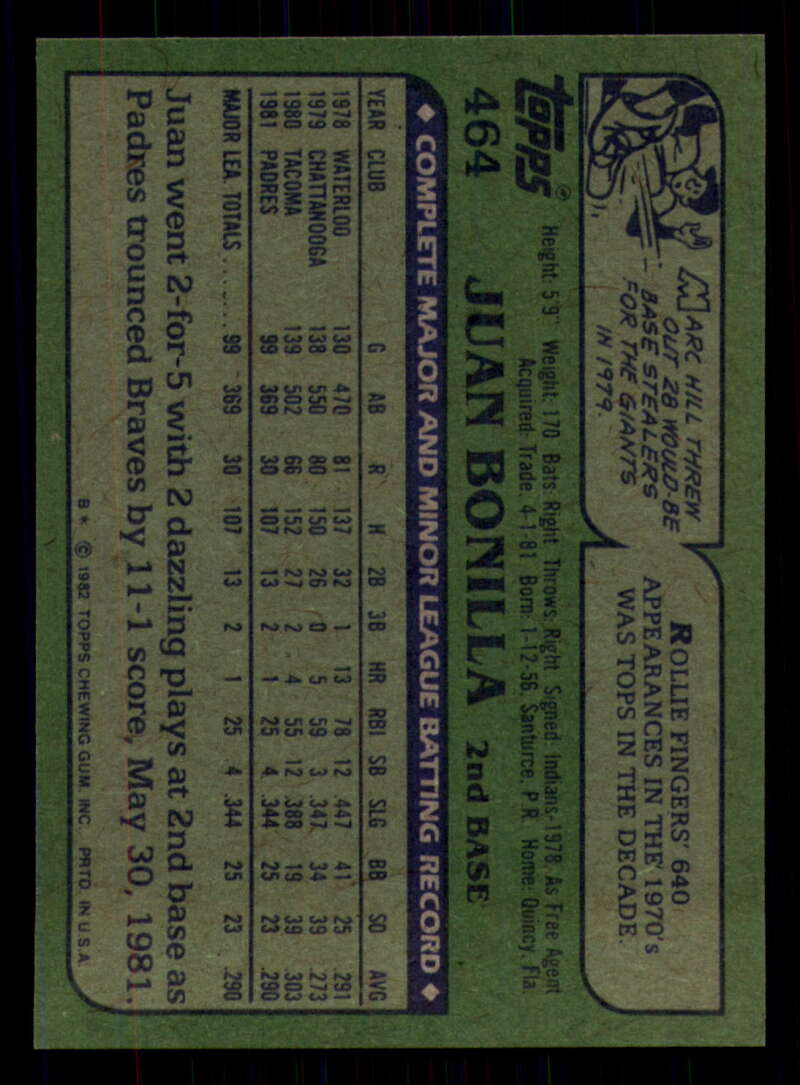 MARC HILL THREW
OUT 28 WOULD-BE
BASE STEALERS
FOR THE GIANTS
IN 1979.
ROLLIE FINGERS' 640
APPEARANCES IN THE 1970's
WAS TOPS IN THE DECADE.
TOPPS®
Height: 5'9" Weight: 170 Bats: Right Throws: Right Signed: Indians-1978, As Free Agent
Acquired: Trade 4-1-81 Born: 1-12-56, Santurce, P.R. Home: Quincy, Fla.
464 JUAN BONILLA 2nd BASE
◆ COMPLETE MAJOR AND MINOR LEAGUE BATTING RECORD ◆
YEAR CLUB G AB R H 2B 3B HR RBI SB SLG BB SO AVG
1978 WATERLOO 130 470 81 137 32 1 13 78 12 .447 41 25 .291
1979 CHATTANOOGA 138 550 80 150 26 0 5 59 3 .347 34 39 .273
1980 TACOMA 139 502 66 152 27 2 4 55 12 .388 19 39 .303
1981 PADRES 99 369 30 107 13 2 1 25 4 .344 25 23 .290
MAJOR LEA. TOTALS....... 99 369 30 107 13 2 1 25 4 .344 25 23 .290
Juan went 2-for-5 with 2 dazzling plays at 2nd base as
Padres trounced Braves by 11-1 score, May 30, 1981.
B* © 1982 TOPPS CHEWING GUM, INC. PRTD. IN U.S.A.